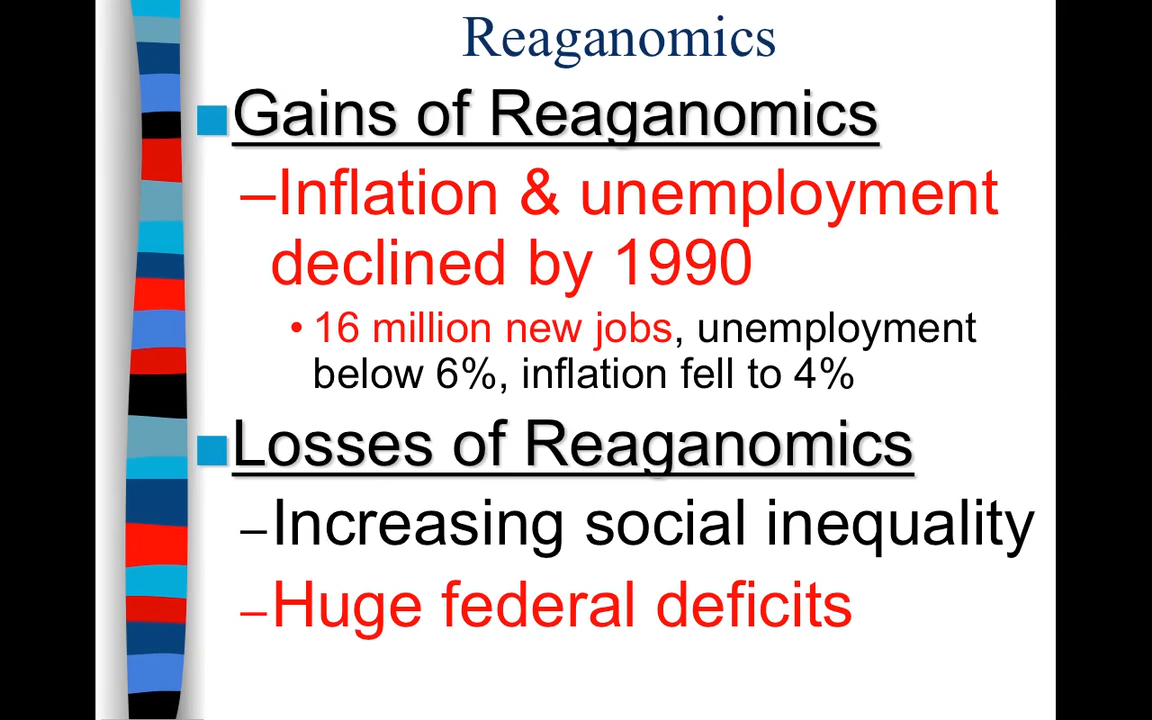 Reaganomics
■Gains of Reaganomics
–Inflation & unemployment
declined by 1990
• 16 million new jobs, unemployment
below 6%, inflation fell to 4%
■Losses of Reaganomics
–Increasing social inequality
–Huge federal deficits